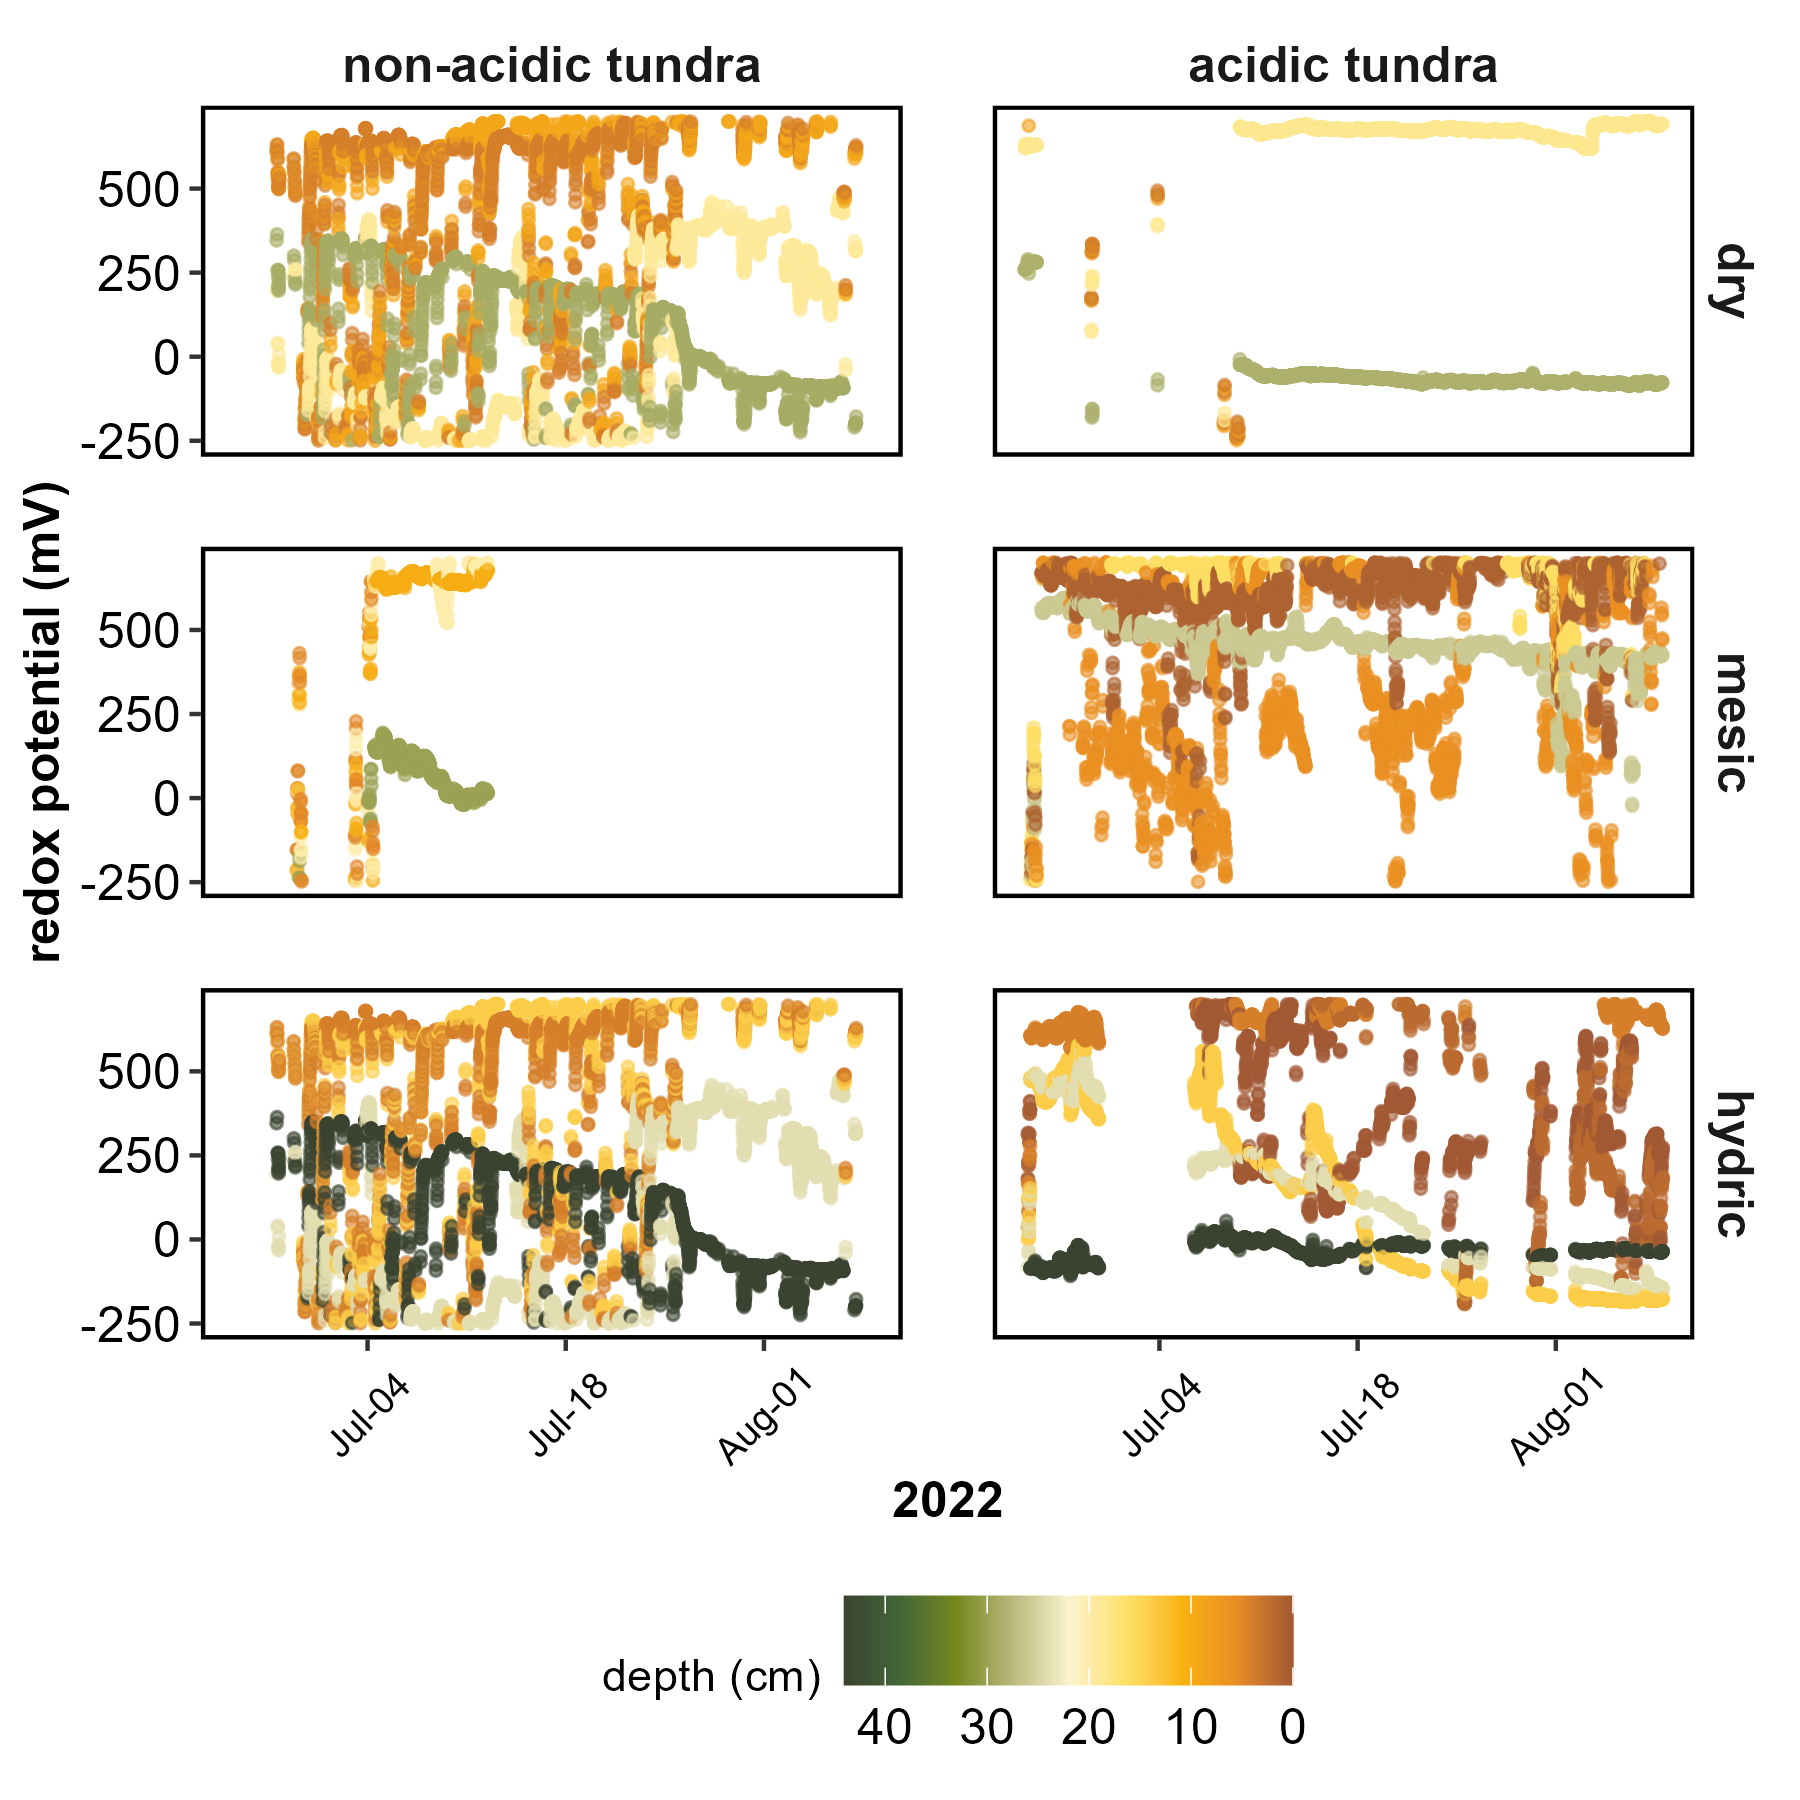 non-acidic tundra
acidic tundra
500
250
0
-250
dry
redox potential (mV)
500
250
0
-250
mesic
500
250
0
-250
hydric
Jul-04
Jul-18
Aug-01
Jul-04
Jul-18
Aug-01
2022
depth (cm)
40
30
20
10
0